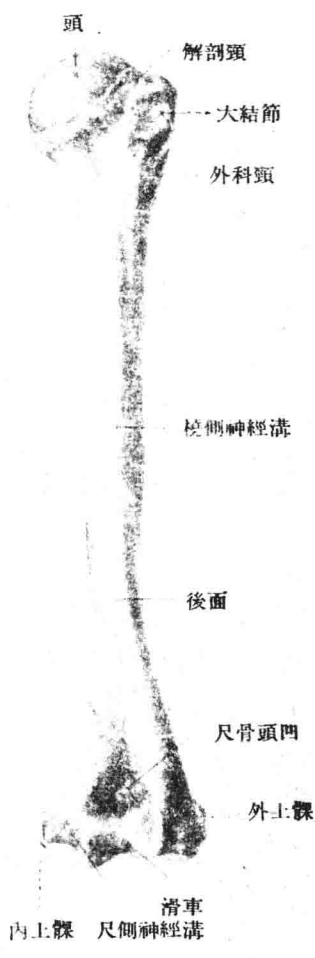 頭
解剖頸
大結節
外科頸
橈側神經溝
後面
尺骨頭凹
外上髁
滑車
內上髁 尺側神經溝